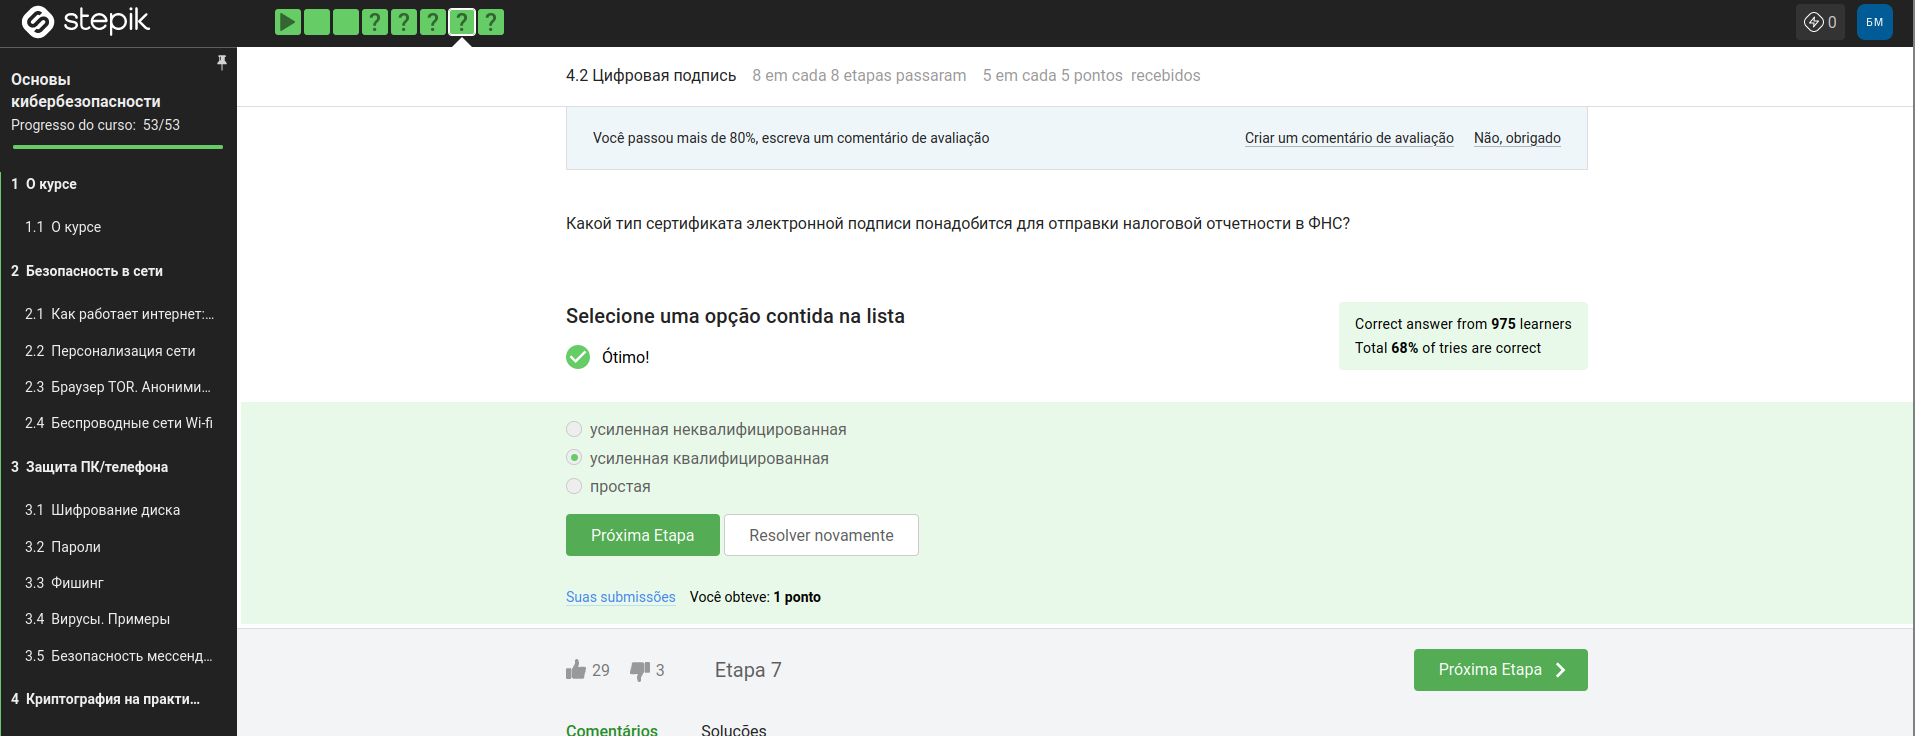 stepik
?
?
?
?
?
0
БМ
Основы
кибербезопасности
Progresso do curso: 53/53
1 О курсе
1.1 О курсе
2 Безопасность в сети
2.1 Как работает интернет:...
2.2 Персонализация сети
2.3 Браузер TOR. Аноними...
2.4 Беспроводные сети Wi-fi
3 Защита ПК/телефона
3.1 Шифрование диска
3.2 Пароли
3.3 Фишинг
3.4 Вирусы. Примеры
3.5 Безопасность мессенд...
4 Криптография на практи...
4.2 Цифровая подпись 8 em cada 8 etapas passaram 5 em cada 5 pontos recebidos
Você passou mais de 80%, escreva um comentário de avaliação Criar um comentário de avaliação Não, obrigado
Какой тип сертификата электронной подписи понадобится для отправки налоговой отчетности в ФНС?
Selecione uma opção contida na lista
Ótimo!
Correct answer from 975 learners
Total 68% of tries are correct
усиленная неквалифицированная
усиленная квалифицированная
простая
Próxima Etapa Resolver novamente
Suas submissões Você obteve: 1 ponto
29 3 Etapa 7 Próxima Etapa
Comentários Soluções